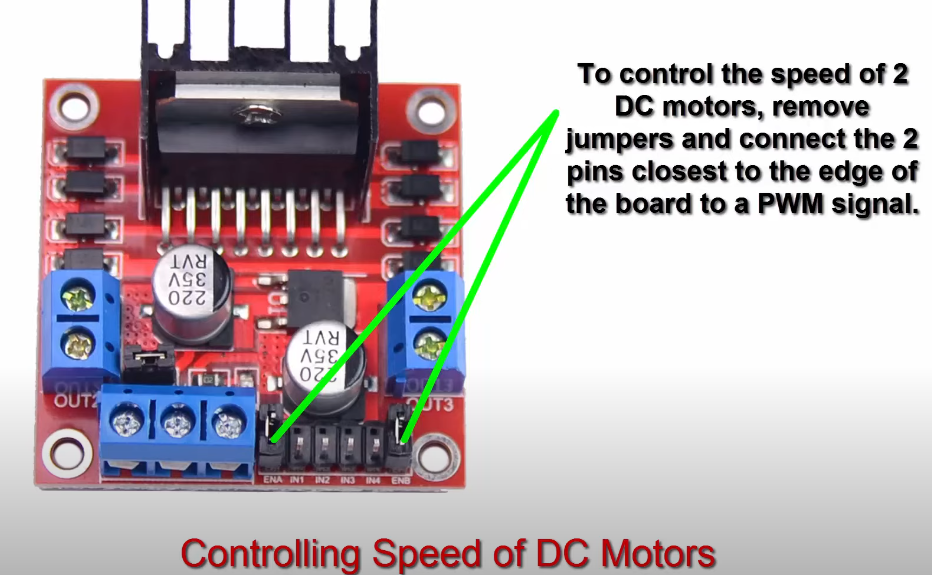 To control the speed of 2
DC motors, remove
jumpers and connect the 2
pins closest to the edge of
the board to a PWM signal.
220
35V
RVT
220
35V
RVT
OUT2
OUT3
ENA IN1 IN2 IN3 IN4 ENB
Controlling Speed of DC Motors